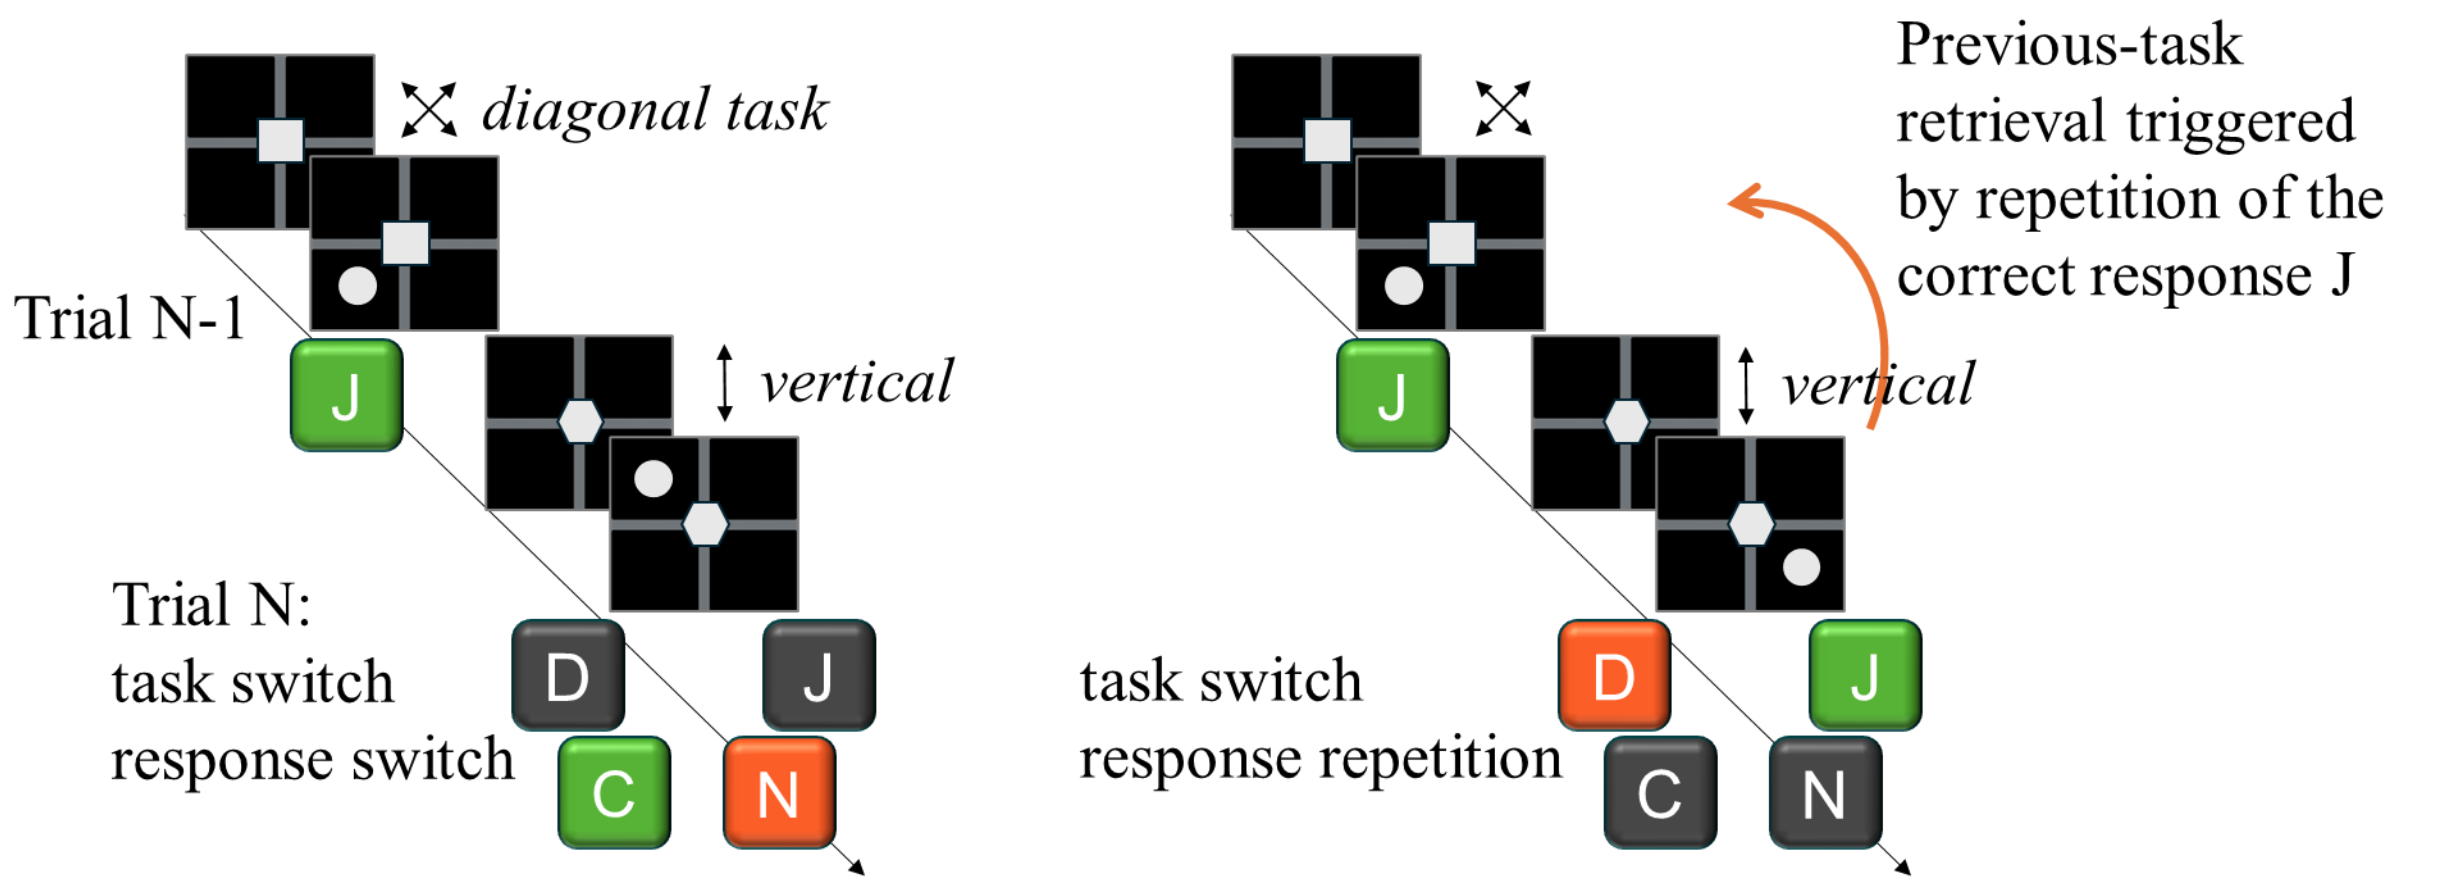 diagonal task
Trial N-1
J
vertical
Trial N:
task switch
response switch
D
J
C
N
Previous-task
retrieval triggered
by repetition of the
correct response J
J
vertical
task switch
response repetition
D
J
C
N